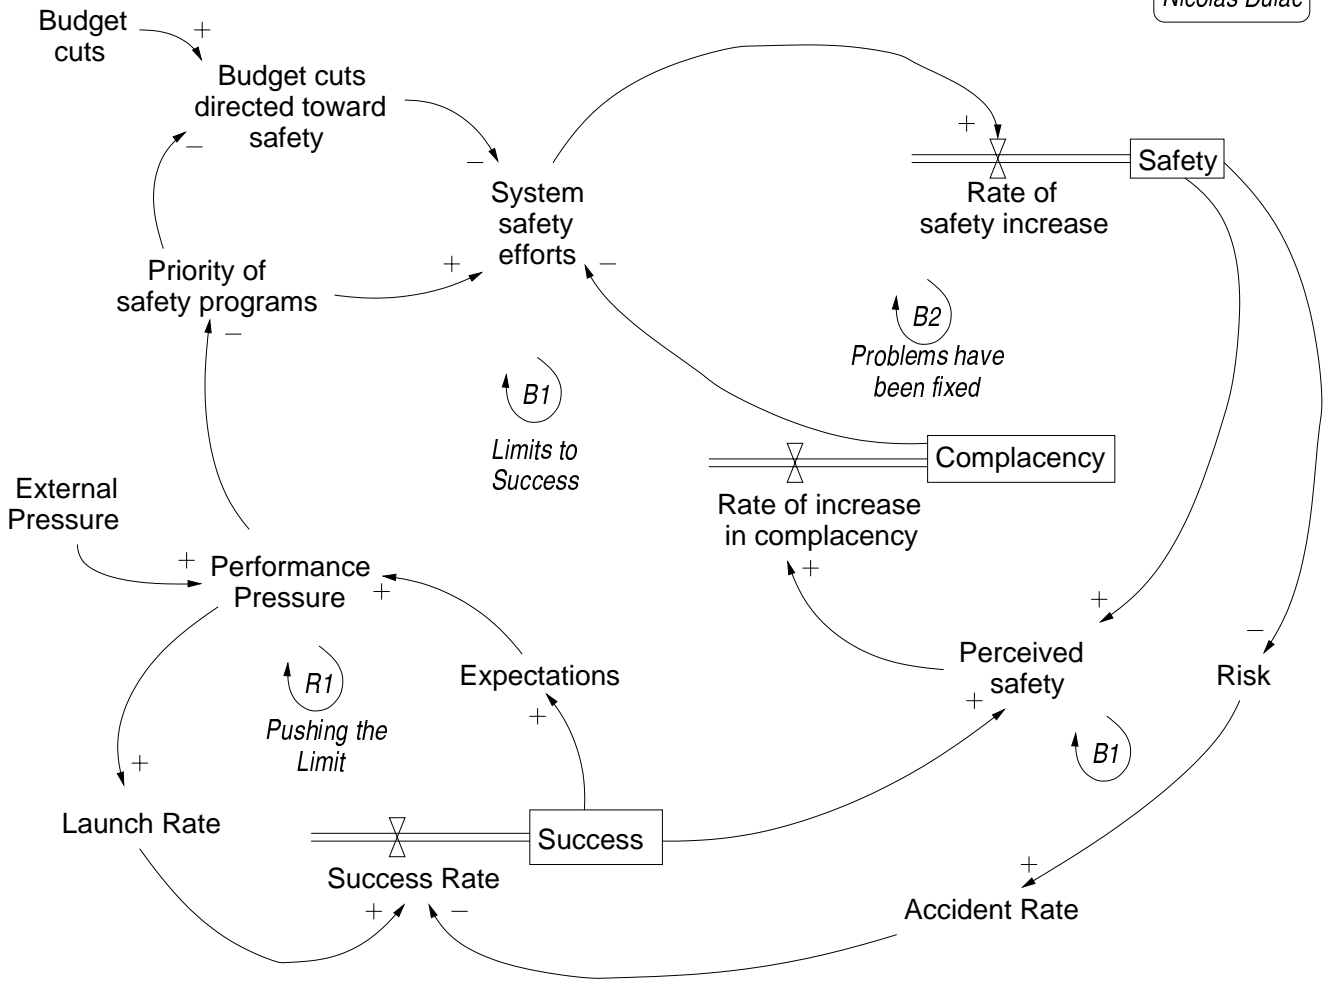 Nicolas Dulac
Budget
cuts
+
Budget cuts
directed toward
safety
−
−
+
System
safety
efforts
−
+
Safety
Rate of
safety increase
Priority of
safety programs
−
+
B2
Problems have
been fixed
B1
Limits to
Success
Complacency
Rate of increase
in complacency
+
External
Pressure
+
Performance
Pressure
+
+
−
Expectations
+
Perceived
safety
+
Risk
R1
Pushing the
Limit
B1
+
Launch Rate
Success
Success Rate
+
−
+
Accident Rate